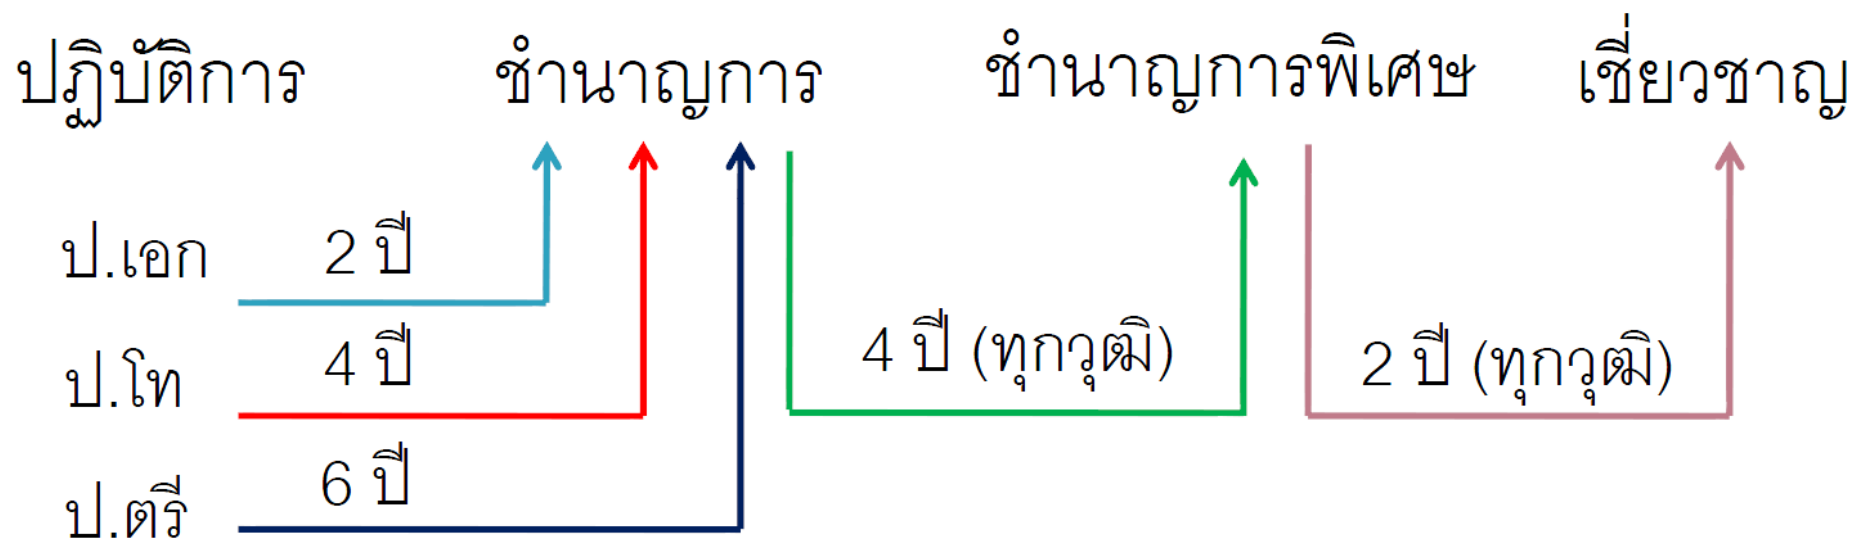 ปฏิบัติการ ชำนาญการ ชำนาญการพิเศษ เชี่ยวชาญ
ป.เอก 2 ปี
ป.โท 4 ปี
4 ปี (ทุกวุฒิ) 2 ปี (ทุกวุฒิ)
ป.ตรี 6 ปี